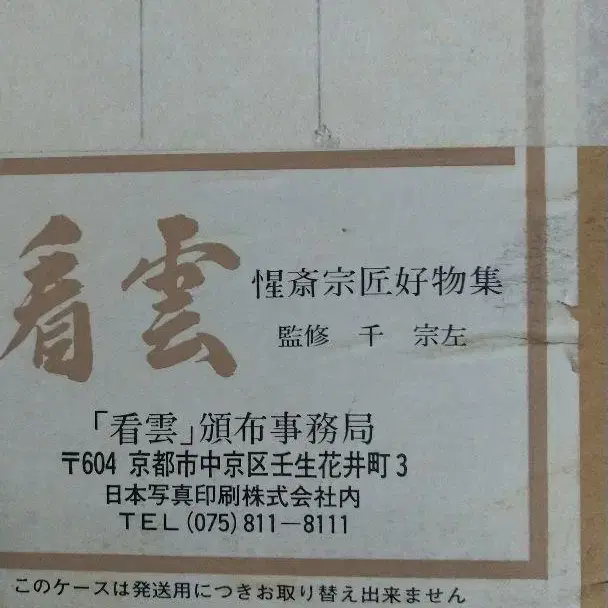 看雲
惺斎宗匠好物集
監修 千 宗左
「看雲」頒布事務局
〒604 京都市中京区壬生花井町3
日本写真印刷株式会社内
TEL(075)811-8111
このケースは発送用につきお取り替え出来ません